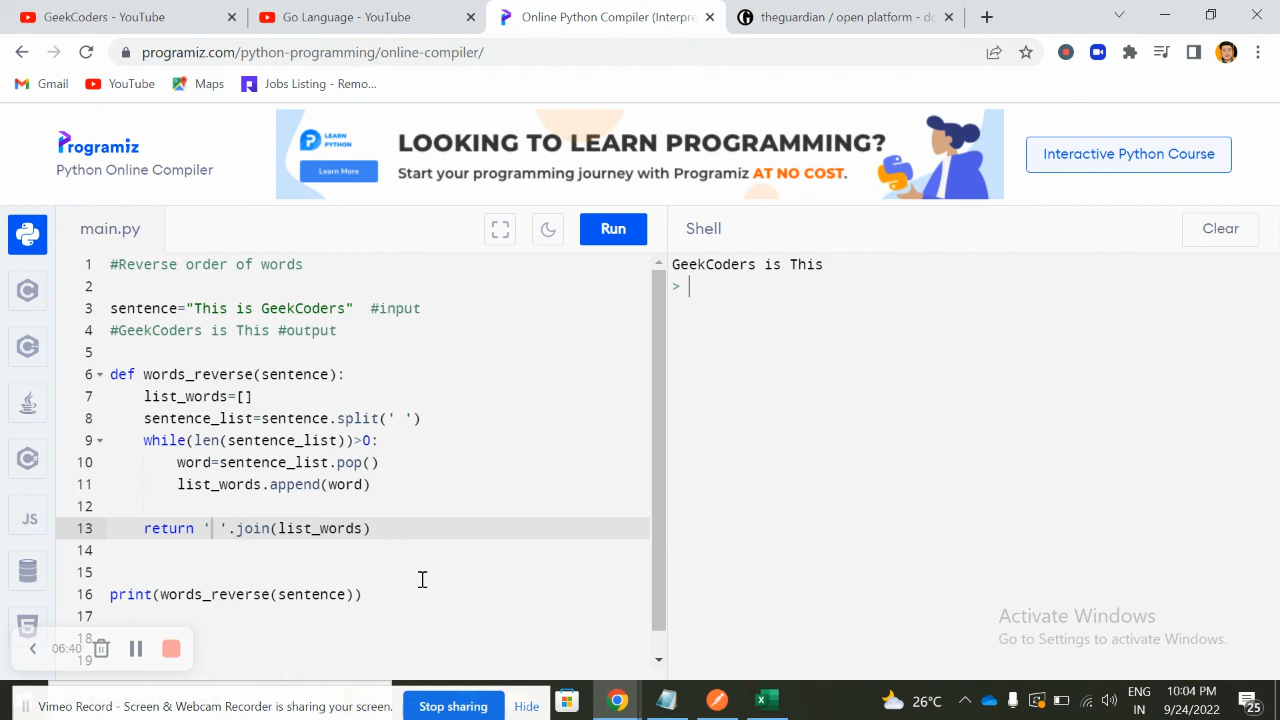 GeekCoders - YouTube
Go Language - YouTube
Online Python Compiler (Interpre
theguardian / open platform - do
programiz.com/python-programming/online-compiler/
Gmail
YouTube
Maps
Jobs Listing - Remo...
Programiz
Python Online Compiler
LEARN PYTHON
Learn More
LOOKING TO LEARN PROGRAMMING?
Start your programming journey with Programiz AT NO COST.
Interactive Python Course
main.py
Run
Shell
Clear
1 #Reverse order of words
2
3 sentence="This is GeekCoders"  #input
4 #GeekCoders is This #output
5
6 def words_reverse(sentence):
7     list_words=[]
8     sentence_list=sentence.split(' ')
9     while(len(sentence_list))>0:
10         word=sentence_list.pop()
11         list_words.append(word)
12
13     return ' '.join(list_words)
14
15
16 print(words_reverse(sentence))
17
18
19
GeekCoders is This
>
JS
06:40
Activate Windows
Go to Settings to activate Windows.
Vimeo Record - Screen & Webcam Recorder is sharing your screen.
Stop sharing
Hide
26°C
ENG
IN
10:04 PM
9/24/2022
25